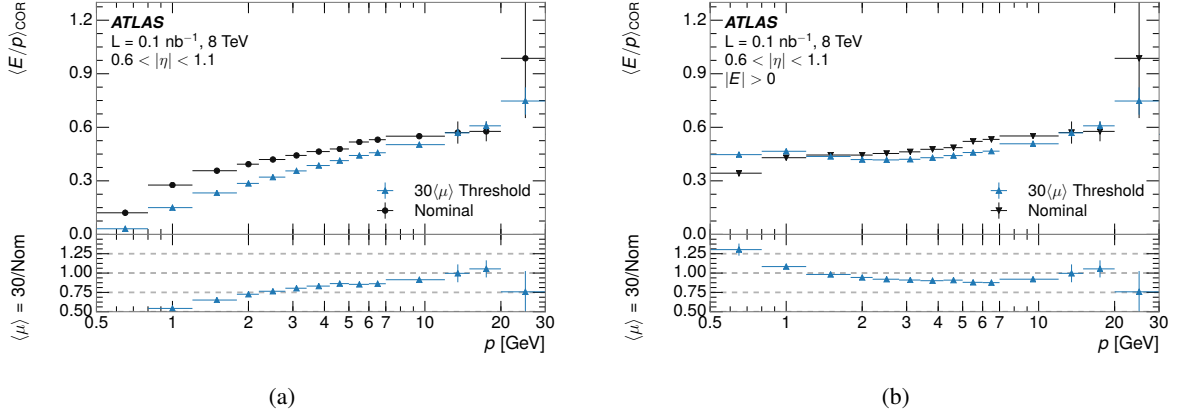 ⟨E/p⟩COR
1.2
0.9
0.6
0.3
0.0
ATLAS
L = 0.1 nb⁻¹, 8 TeV
0.6 < |η| < 1.1
30⟨μ⟩ Threshold
Nominal
⟨μ⟩ = 30/Nom
1.25
1.00
0.75
0.50
0.5 1 2 3 4 5 6 7 10 20 30
p [GeV]
(a)
⟨E/p⟩COR
1.2
0.9
0.6
0.3
0.0
ATLAS
L = 0.1 nb⁻¹, 8 TeV
0.6 < |η| < 1.1
|E| > 0
30⟨μ⟩ Threshold
Nominal
⟨μ⟩ = 30/Nom
1.25
1.00
0.75
0.50
0.5 1 2 3 4 5 6 7 10 20 30
p [GeV]
(b)